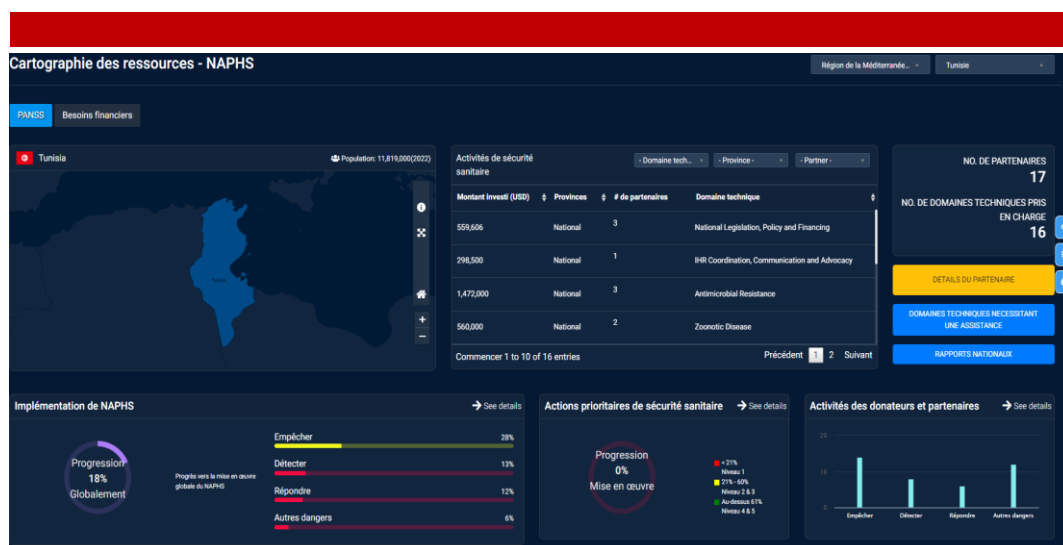 Cartographie des ressources - NAPHS
Région de la Méditerranée...
Tunisie
PANSS
Besoins financiers
Tunisia
Population: 11,819,000(2022)
Activités de sécurité
sanitaire
- Domaine tech...
- Province -
- Partner -
Montant investi (USD) Provinces # de partenaires Domaine technique
559,606 National 3 National Legislation, Policy and Financing
298,500 National 1 IHR Coordination, Communication and Advocacy
1,472,000 National 3 Antimicrobial Resistance
560,000 National 2 Zoonotic Disease
Commencer 1 to 10 of 16 entries
Précédent 1 2 Suivant
NO. DE PARTENAIRES
17
NO. DE DOMAINES TECHNIQUES PRIS
EN CHARGE
16
DETAILS DU PARTENAIRE
DOMAINES TECHNIQUES NECESSITANT
UNE ASSISTANCE
RAPPORTS NATIONAUX
Implémentation de NAPHS
See details
Progression
18%
Globalement
Progrès vers la mise en œuvre
globale du NAPHS
Empêcher 28%
Détecter 13%
Répondre 12%
Autres dangers 6%
Actions prioritaires de sécurité sanitaire
See details
Progression
0%
Mise en œuvre
< 21%
Niveau 1
21% - 60%
Niveau 2 & 3
Au-dessus 61%
Niveau 4 & 5
Activités des donateurs et partenaires
See details
20
10
0
Empêcher Détecter Répondre Autres dangers